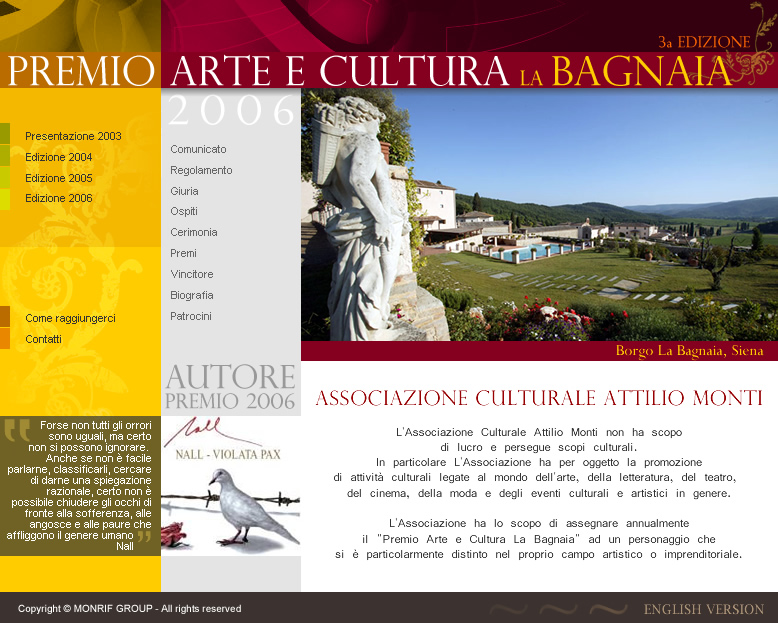 3a EDIZIONE
PREMIO ARTE E CULTURA LA BAGNAIA
2006
Presentazione 2003
Edizione 2004
Edizione 2005
Edizione 2006
Come raggiungerci
Contatti
Comunicato
Regolamento
Giuria
Ospiti
Cerimonia
Premi
Vincitore
Biografia
Patrocini
Borgo La Bagnaia, Siena
AUTORE
PREMIO 2006
Nall
NALL - VIOLATA PAX
“ Forse non tutti gli orrori
sono uguali, ma certo
non si possono ignorare.
Anche se non è facile
parlarne, classificarli, cercare
di darne una spiegazione
razionale, certo non è
possibile chiudere gli occhi di
fronte alla sofferenza, alle
angosce e alle paure che
affliggono il genere umano ”
Nall
ASSOCIAZIONE CULTURALE ATTILIO MONTI
L'Associazione Culturale Attilio Monti non ha scopo
di lucro e persegue scopi culturali.
In particolare L'Associazione ha per oggetto la promozione
di attività culturali legate al mondo dell'arte, della letteratura, del teatro,
del cinema, della moda e degli eventi culturali e artistici in genere.
L'Associazione ha lo scopo di assegnare annualmente
il "Premio Arte e Cultura La Bagnaia" ad un personaggio che
si è particolarmente distinto nel proprio campo artistico o imprenditoriale.
Copyright © MONRIF GROUP - All rights reserved
ENGLISH VERSION